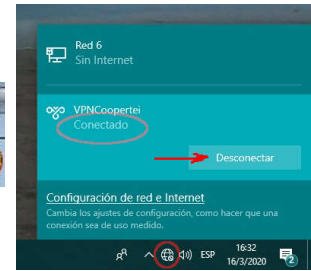 Red 6
Sin Internet
VPNCoopertei
Conectado
Desconectar
Configuración de red e Internet
Cambia los ajustes de configuración, como hacer que una
conexión sea de uso medido.
ESP
16:32
16/3/2020
2